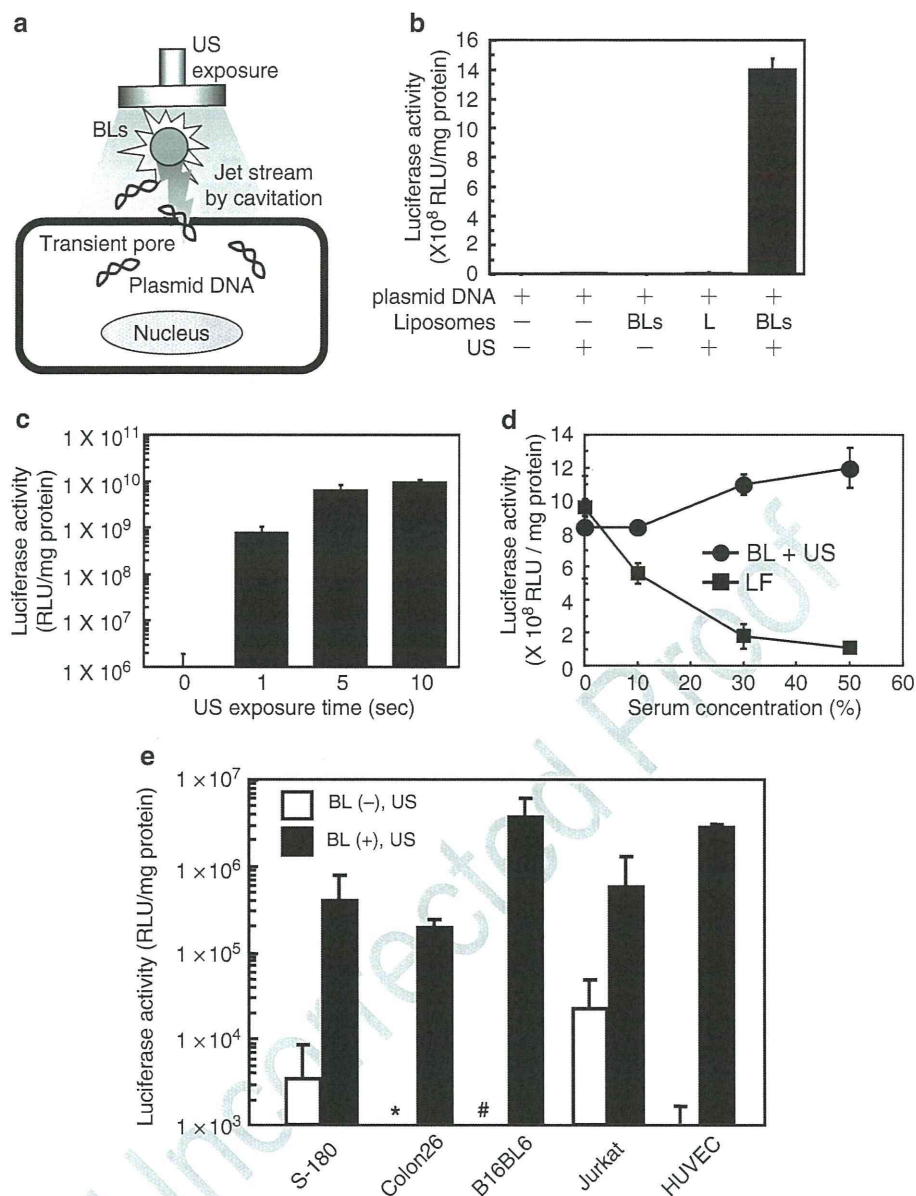 a
US
exposure
BLs
Jet stream
by cavitation
Transient pore
Plasmid DNA
Nucleus
b
Luciferase activity
(X10⁸ RLU/mg protein)
16
14
12
10
8
6
4
2
0
plasmid DNA + + + + +
Liposomes − − BLs L BLs
US − + − + +
c
Luciferase activity
(RLU/mg protein)
1 X 10¹¹
1 X 10¹⁰
1 X 10⁹
1 X 10⁸
1 X 10⁷
1 X 10⁶
0 1 5 10
US exposure time (sec)
d
Luciferase activity
(X 10⁸ RLU / mg protein)
14
12
10
8
6
4
2
0
BL + US
LF
0 10 20 30 40 50 60
Serum concentration (%)
e
Luciferase activity (RLU/mg protein)
1 ×10⁷
1 ×10⁶
1 ×10⁵
1 ×10⁴
1 ×10³
BL (−), US
BL (+), US
* #
S-180 Colon26 B16BL6 Jurkat HUVEC
Uncorrected Proof